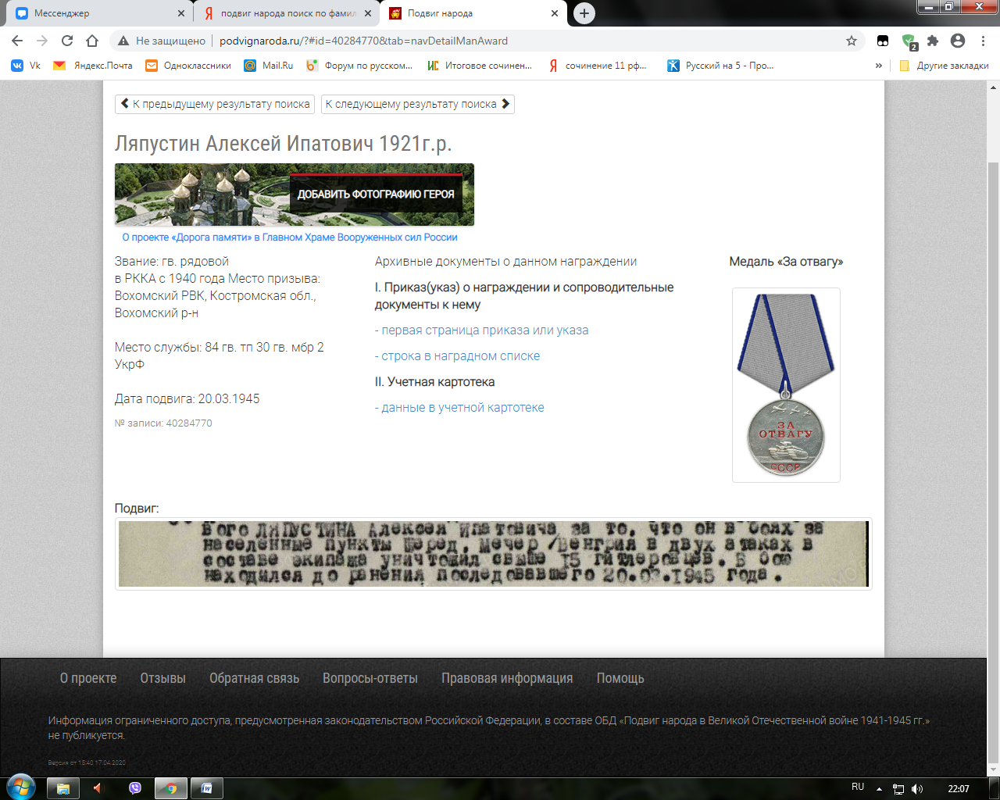 Мессенджер
подвиг народа поиск по фамил
Подвиг народа
Не защищено
podvignaroda.ru/?#id=40284770&tab=navDetailManAward
Vk
Яндекс.Почта
Одноклассники
Mail.Ru
Форум по русском...
Итоговое сочинен...
сочинение 11 рф...
Русский на 5 - Про...
»
Другие закладки
К предыдущему результату поиска
К следующему результату поиска
Ляпустин Алексей Ипатович 1921г.р.
ДОБАВИТЬ ФОТОГРАФИЮ ГЕРОЯ
О проекте «Дорога памяти» в Главном Храме Вооруженных сил России
Звание: гв. рядовой
в РККА с 1940 года Место призыва:
Вохомский РВК, Костромская обл.,
Вохомский р-н
Место службы: 84 гв. тп 30 гв. мбр 2
УкрФ
Дата подвига: 20.03.1945
№ записи: 40284770
Архивные документы о данном награждении
I. Приказ(указ) о награждении и сопроводительные
документы к нему
- первая страница приказа или указа
- строка в наградном списке
II. Учетная картотека
- данные в учетной картотеке
Медаль «За отвагу»
ЗА
ОТВАГУ
СССР
Подвиг:
вого ЛЯПУСТИНА Алексея Ипатовича за то, что он в боях за
населенные пункты Шеред, Мечер /Венгрия в двух атаках в
составе экипажа уничтожил свыше 15 гитлеровцев. В бою
находился до ранения последовавшего 20.03.1945 года.
О проекте
Отзывы
Обратная связь
Вопросы-ответы
Правовая информация
Помощь
Информация ограниченного доступа, предусмотренная законодательством Российской Федерации, в составе ОБД «Подвиг народа в Великой Отечественной войне 1941-1945 гг.»
не публикуется.
Версия от 15:40 17.04.2020
RU
22:07